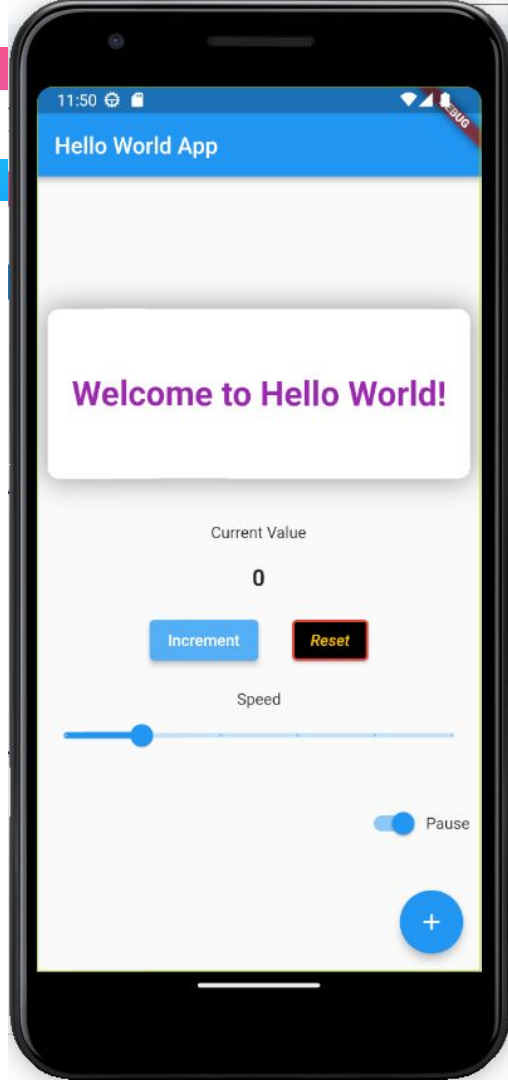 11:50
DEBUG
Hello World App
Welcome to Hello World!
Current Value
0
Increment Reset
Speed
Pause
+